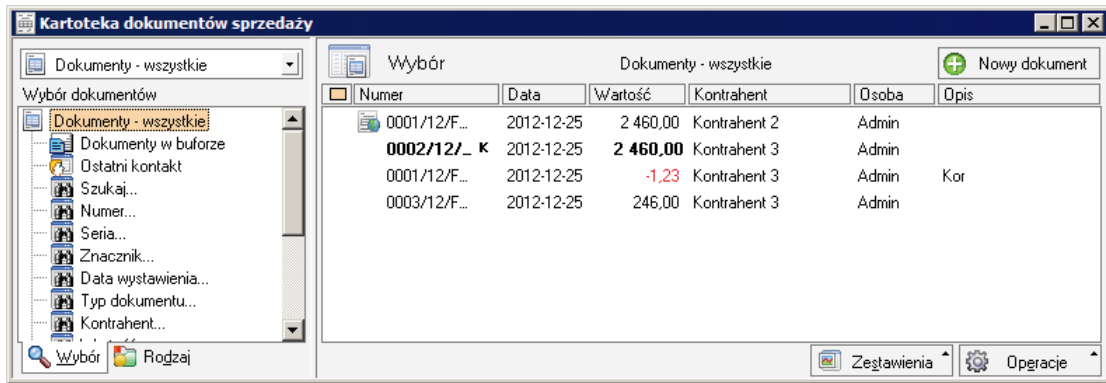 Kartoteka dokumentów sprzedaży
Dokumenty - wszystkie
Wybór dokumentów
Dokumenty - wszystkie
Dokumenty w buforze
Ostatni kontakt
Szukaj...
Numer...
Seria...
Znacznik...
Data wystawienia...
Typ dokumentu...
Kontrahent...
Wybór Rodzaj
Wybór Dokumenty - wszystkie Nowy dokument
Numer Data Wartość Kontrahent Osoba Opis
0001/12/F... 2012-12-25 2 460,00 Kontrahent 2 Admin
0002/12/_ K 2012-12-25 2 460,00 Kontrahent 3 Admin
0001/12/F... 2012-12-25 -1,23 Kontrahent 3 Admin Kor
0003/12/F... 2012-12-25 246,00 Kontrahent 3 Admin
Zestawienia Operacje